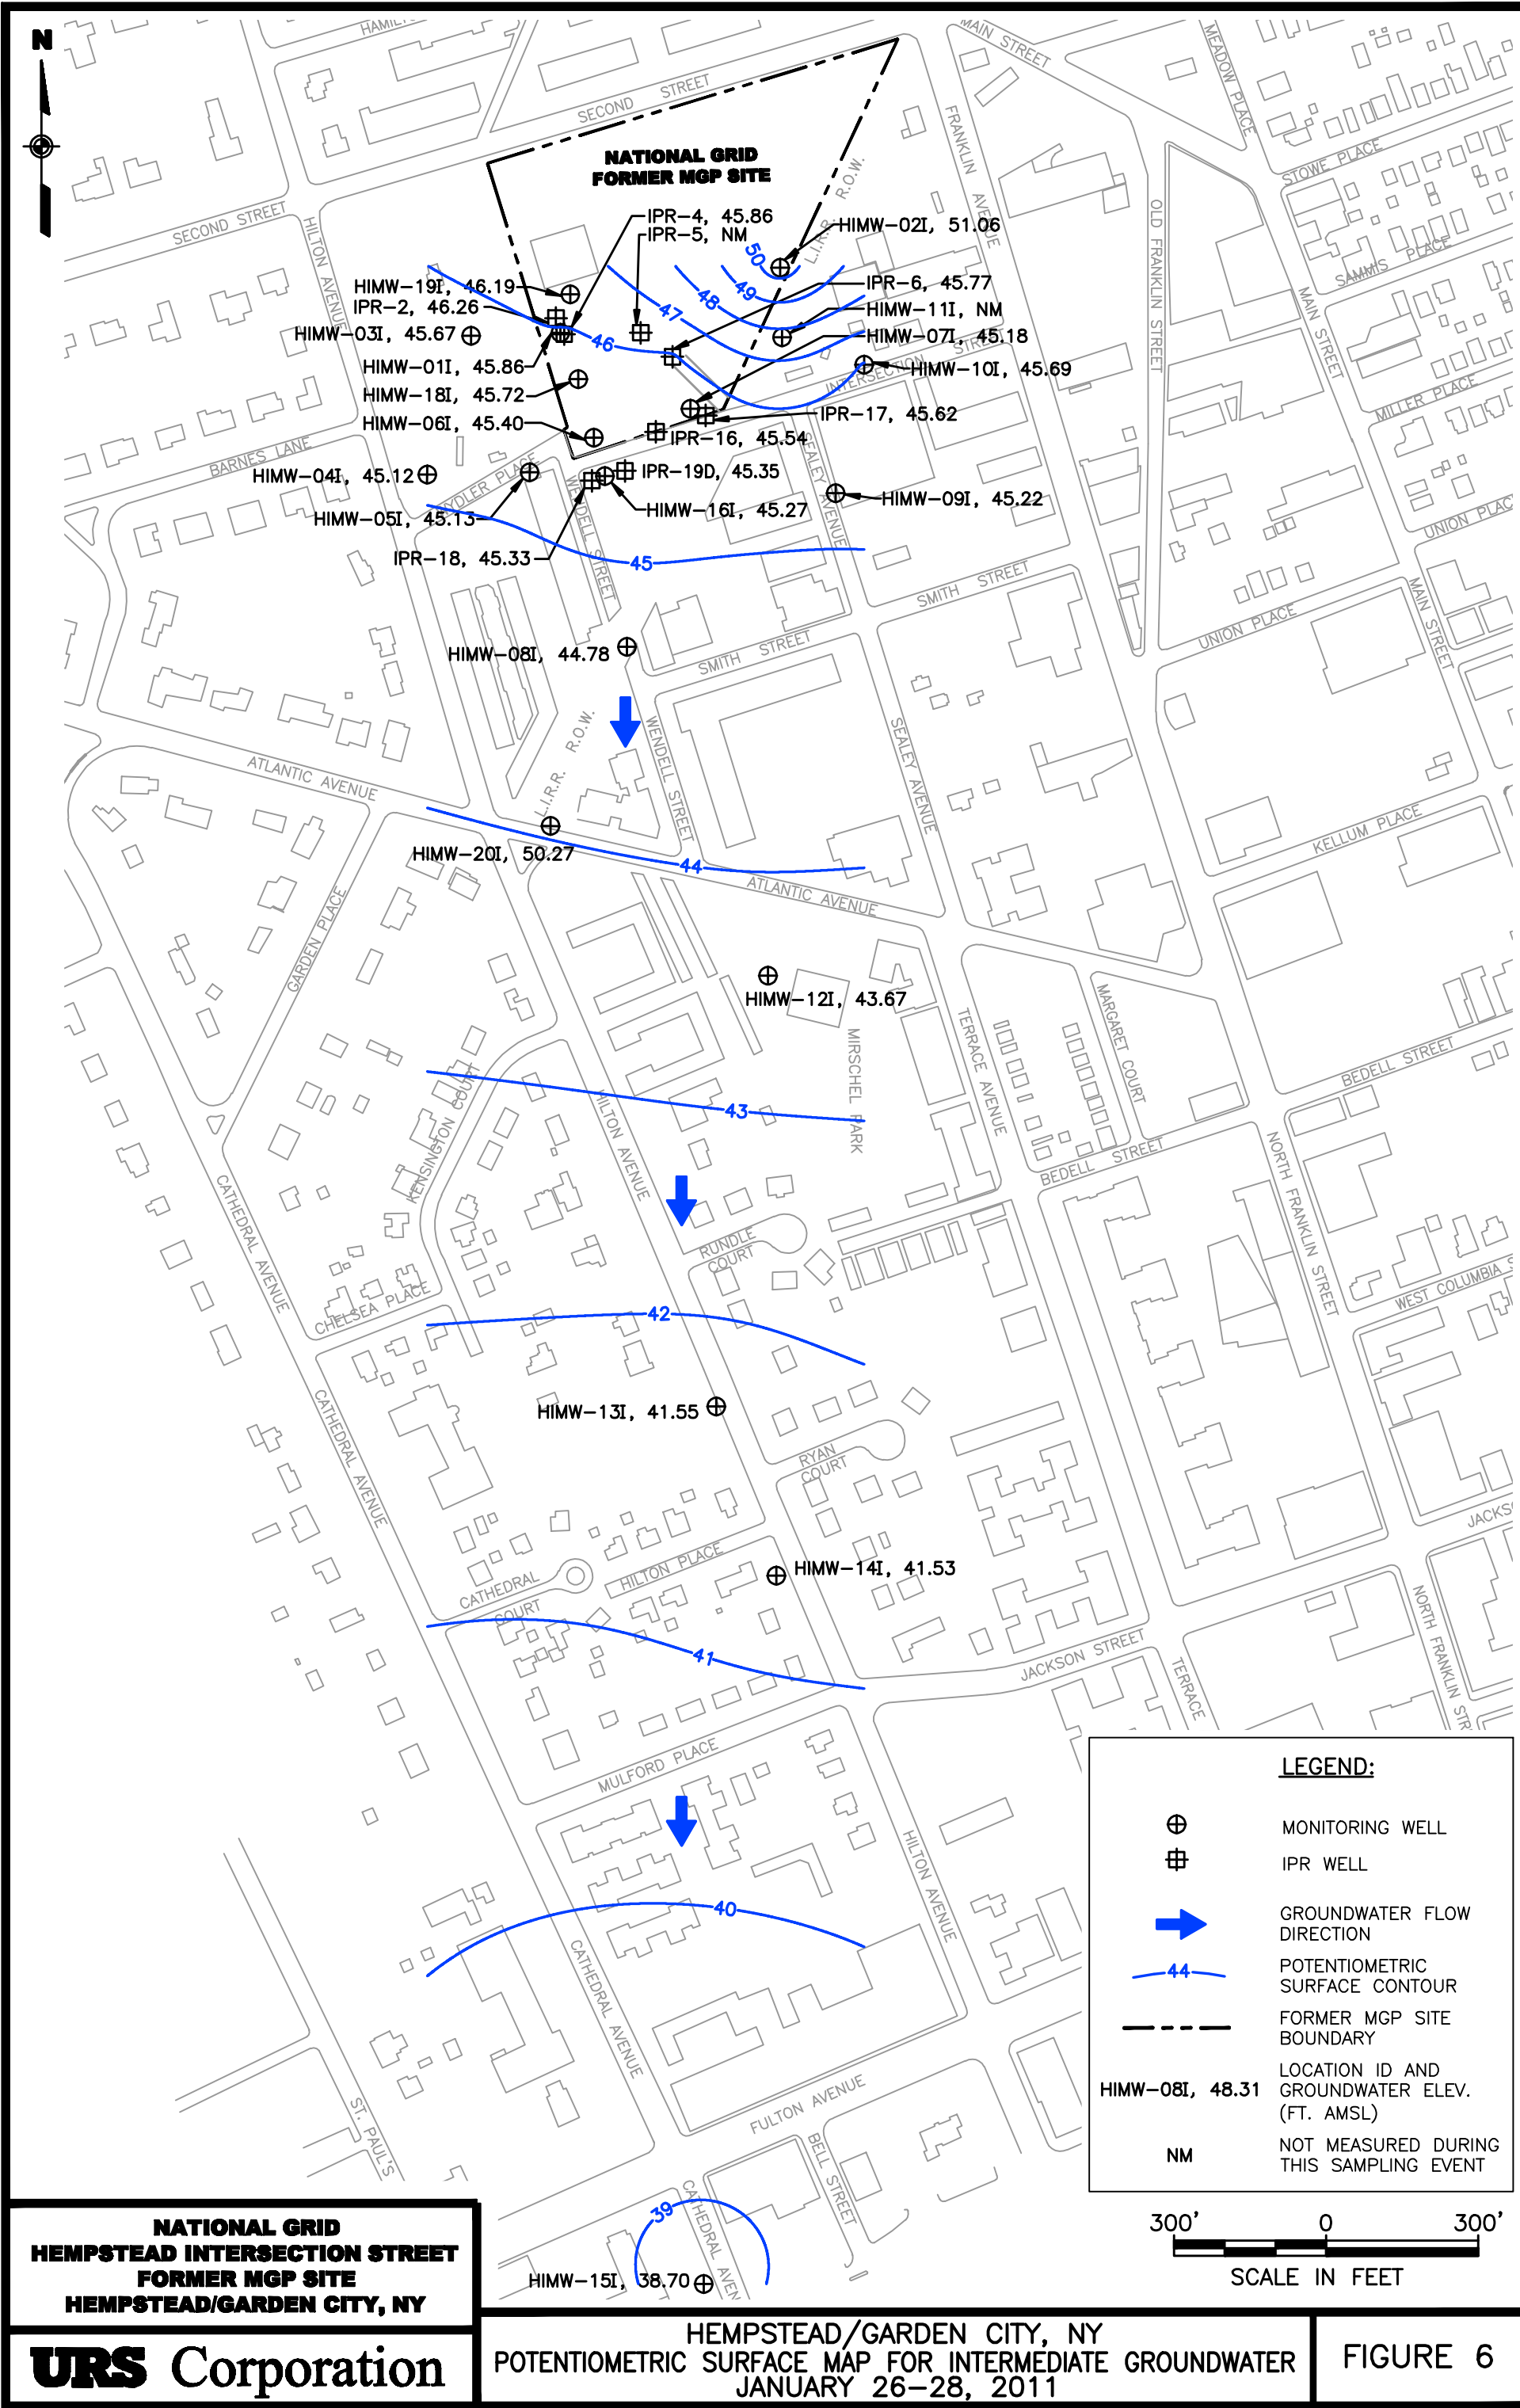 N
HAMIL
MAIN STREET
MEADOW PLACE
SECOND STREET
NATIONAL GRID
FORMER MGP SITE
L.I.R.R. R.O.W.
FRANKLIN AVENUE
STOWE PLACE
SECOND STREET
HILTON AVENUE
OLD FRANKLIN STREET
SAMMIS PLACE
MAIN STREET
IPR-4, 45.86
IPR-5, NM
HIMW-02I, 51.06
50
HIMW-19I, 46.19
IPR-2, 46.26
HIMW-03I, 45.67
49
48
47
46
IPR-6, 45.77
HIMW-11I, NM
HIMW-07I, 45.18
INTERSECTION STREET
HIMW-01I, 45.86
HIMW-10I, 45.69
HIMW-18I, 45.72
MILLER PLACE
HIMW-06I, 45.40
IPR-17, 45.62
IPR-16, 45.54
BARNES LANE
HIMW-04I, 45.12
YDLER PLACE
IPR-19D, 45.35
SEALEY AVENUE
HIMW-09I, 45.22
HIMW-05I, 45.13
WENDELL STREET
HIMW-16I, 45.27
UNION PLAC
IPR-18, 45.33
45
SMITH STREET
MAIN STREET
UNION PLACE
HIMW-08I, 44.78
SMITH STREET
L.I.R.R. R.O.W.
WENDELL STREET
SEALEY AVENUE
ATLANTIC AVENUE
KELLUM PLACE
HIMW-20I, 50.27
44
ATLANTIC AVENUE
GARDEN PLACE
HIMW-12I, 43.67
MIRSCHEL PARK
TERRACE AVENUE
MARGARET COURT
BEDELL STREET
KENSINGTON COURT
HILTON AVENUE
43
BEDELL STREET
NORTH FRANKLIN STREET
CATHEDRAL AVENUE
RUNDLE
COURT
WEST COLUMBIA S
CHELSEA PLACE
42
CATHEDRAL AVENUE
HIMW-13I, 41.55
RYAN
COURT
JACKS
HILTON PLACE
HIMW-14I, 41.53
CATHEDRAL
COURT
NORTH FRANKLIN STR
41
JACKSON STREET
TERRACE
MULFORD PLACE
HILTON AVENUE
40
CATHEDRAL AVENUE
FULTON AVENUE
ST. PAUL'S
BELL STREET
CATHEDRAL AVEN
39
HIMW-15I, 38.70
LEGEND:
MONITORING WELL
IPR WELL
GROUNDWATER FLOW
DIRECTION
44
POTENTIOMETRIC
SURFACE CONTOUR
FORMER MGP SITE
BOUNDARY
HIMW-08I, 48.31
LOCATION ID AND
GROUNDWATER ELEV.
(FT. AMSL)
NM
NOT MEASURED DURING
THIS SAMPLING EVENT
300' 0 300'
SCALE IN FEET
NATIONAL GRID
HEMPSTEAD INTERSECTION STREET
FORMER MGP SITE
HEMPSTEAD/GARDEN CITY, NY
URS Corporation
HEMPSTEAD/GARDEN CITY, NY
POTENTIOMETRIC SURFACE MAP FOR INTERMEDIATE GROUNDWATER
JANUARY 26-28, 2011
FIGURE 6